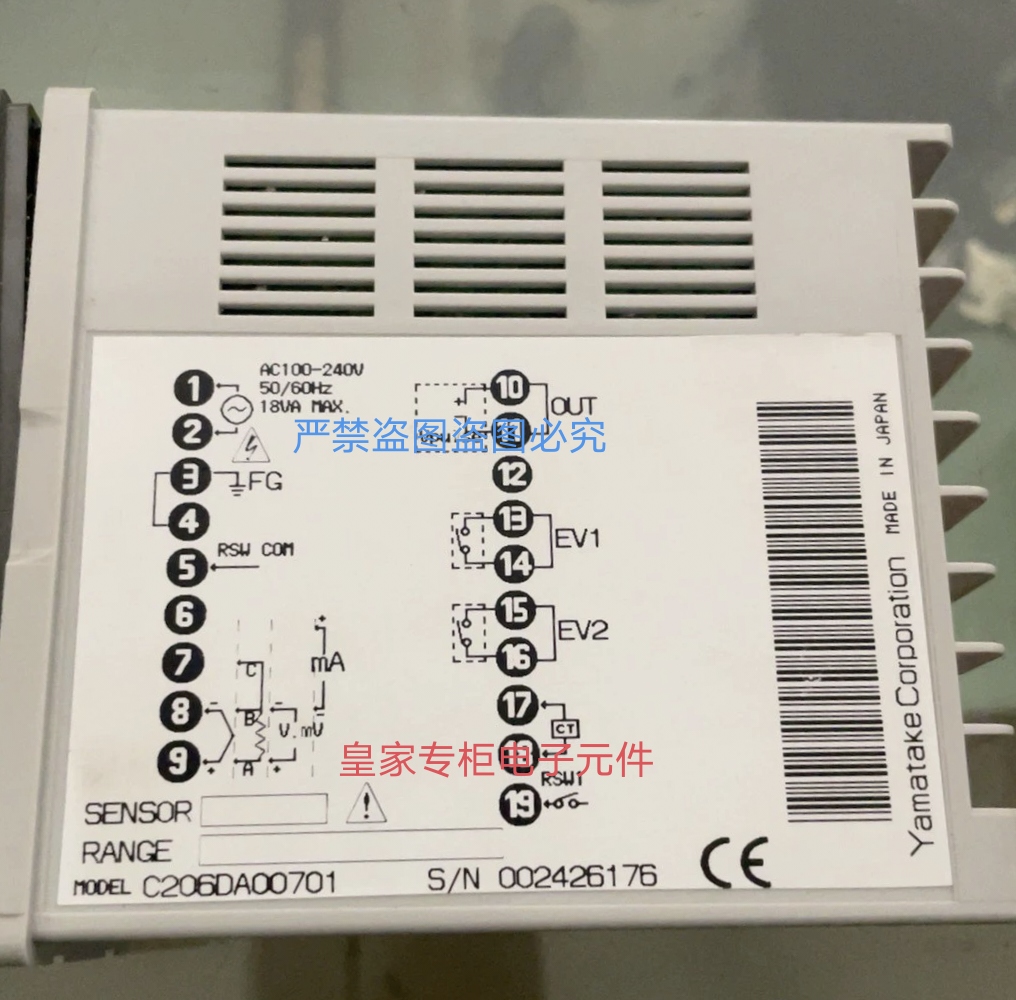 1
AC100-240V
50/60Hz
18VA MAX.
2
3
FG
4
5
RSW COM
6
7
8
9
C
B
A
mA
V.mV
10
OUT
严禁盗图盗图必究
12
13
14
EV1
15
16
EV2
17
CT
皇家专柜电子元件
RSW1
19
SENSOR
RANGE
MODEL C206DA00701
S/N 002426176
CE
Yamatake Corporation MADE IN JAPAN